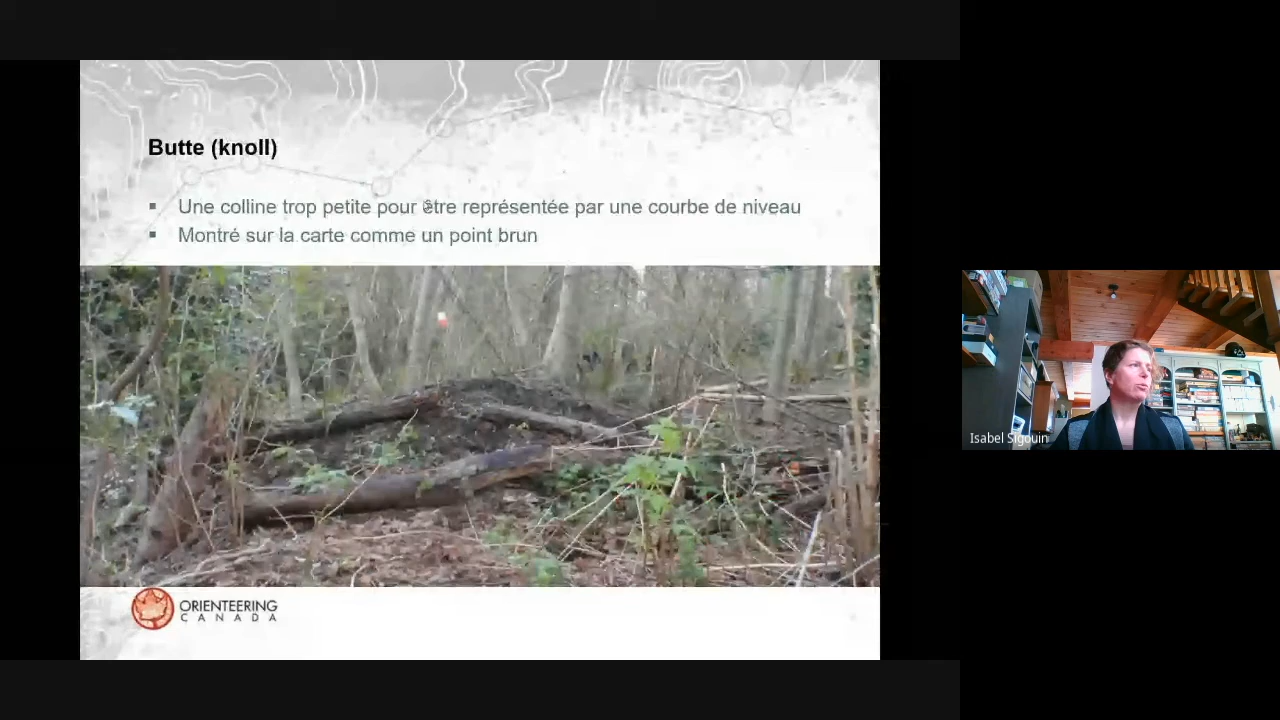 Butte (knoll)
Une colline trop petite pour être représentée par une courbe de niveau
Montré sur la carte comme un point brun
ORIENTEERING
CANADA
Isabel Sigouin